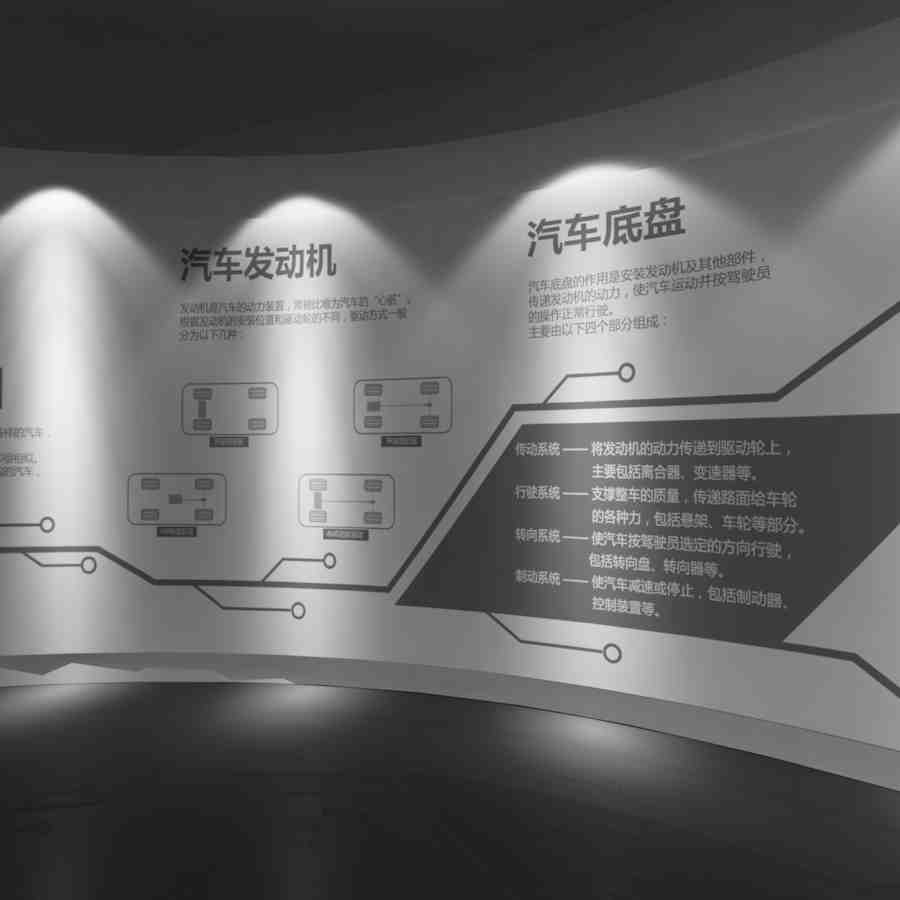 样的汽车，
汽车发动机
发动机是汽车的动力装置，常被比喻为汽车的“心脏”，
根据发动机的安装位置和驱动轮的不同，驱动方式一般
分为以下几种：
汽车底盘
汽车底盘的作用是安装发动机及其他部件，
传递发动机的动力，使汽车运动并按驾驶员
的操作正常行驶。
主要由以下四个部分组成：
传动系统——将发动机的动力传递到驱动轮上，
主要包括离合器、变速器等。
行驶系统——支撑整车的质量，传递路面给车轮
的各种力，包括悬架、车轮等部分。
转向系统——使汽车按驾驶员选定的方向行驶，
包括转向盘、转向器等。
制动系统——使汽车减速或停止，包括制动器、
控制装置等。